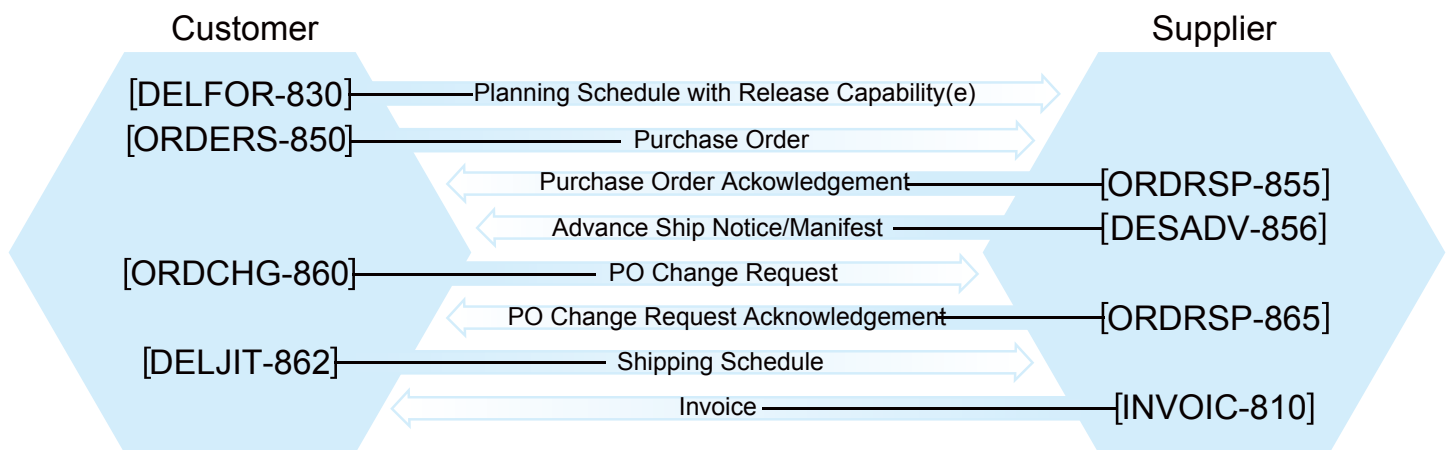 Customer
Supplier
[DELFOR-830] Planning Schedule with Release Capability(e)
[ORDERS-850] Purchase Order
Purchase Order Ackowledgement [ORDRSP-855]
Advance Ship Notice/Manifest [DESADV-856]
[ORDCHG-860] PO Change Request
PO Change Request Acknowledgement [ORDRSP-865]
[DELJIT-862] Shipping Schedule
Invoice [INVOIC-810]